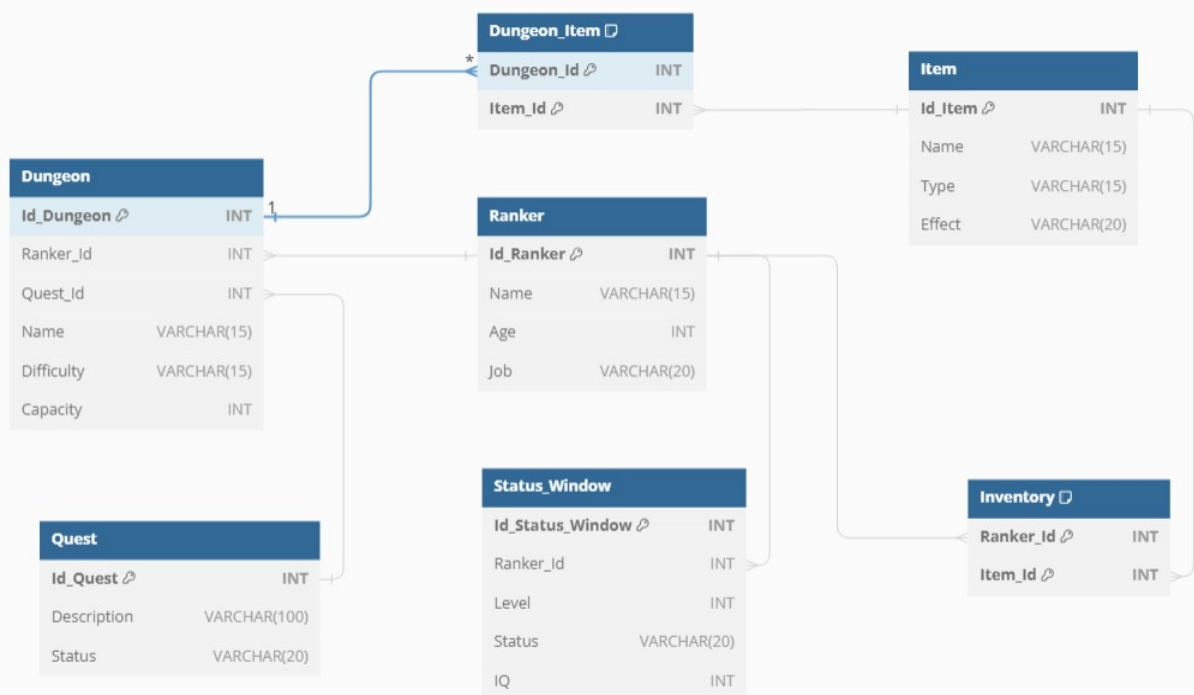 Dungeon_Item
* Dungeon_Id INT
Item_Id INT
Item
Id_Item INT
Name VARCHAR(15)
Type VARCHAR(15)
Effect VARCHAR(20)
Dungeon
Id_Dungeon INT 1
Ranker_Id INT
Quest_Id INT
Name VARCHAR(15)
Difficulty VARCHAR(15)
Capacity INT
Ranker
Id_Ranker INT
Name VARCHAR(15)
Age INT
Job VARCHAR(20)
Status_Window
Id_Status_Window INT
Ranker_Id INT
Level INT
Status VARCHAR(20)
IQ INT
Inventory
Ranker_Id INT
Item_Id INT
Quest
Id_Quest INT
Description VARCHAR(100)
Status VARCHAR(20)